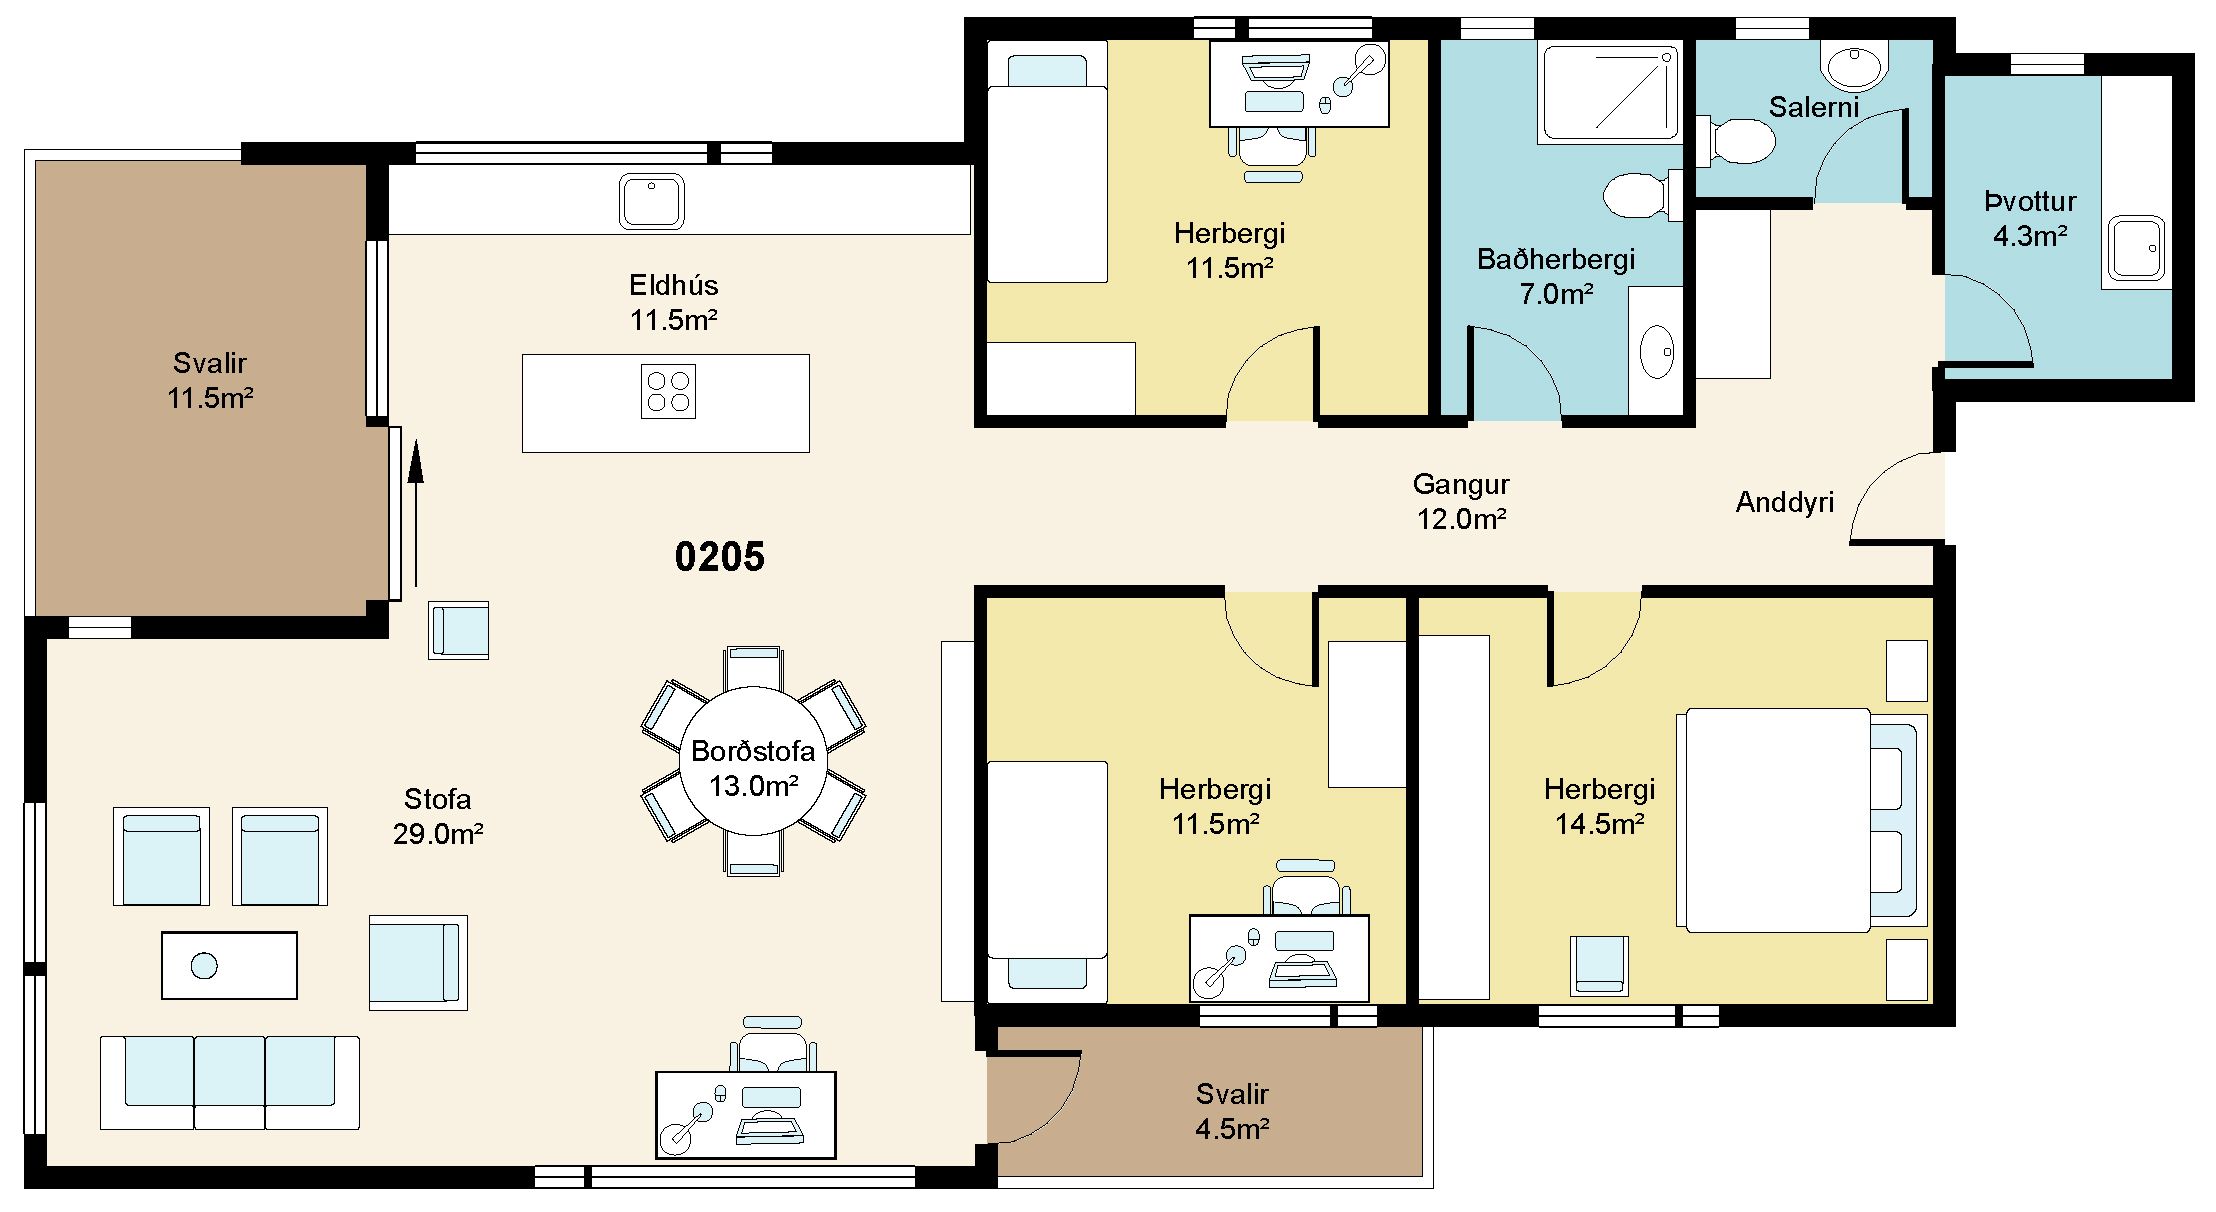 Salerni
Þvottur
4.3m²
Herbergi
11.5m²
Baðherbergi
7.0m²
Eldhús
11.5m²
Svalir
11.5m²
Gangur
12.0m²
Anddyri
0205
Borðstofa
13.0m²
Stofa
29.0m²
Herbergi
11.5m²
Herbergi
14.5m²
Svalir
4.5m²